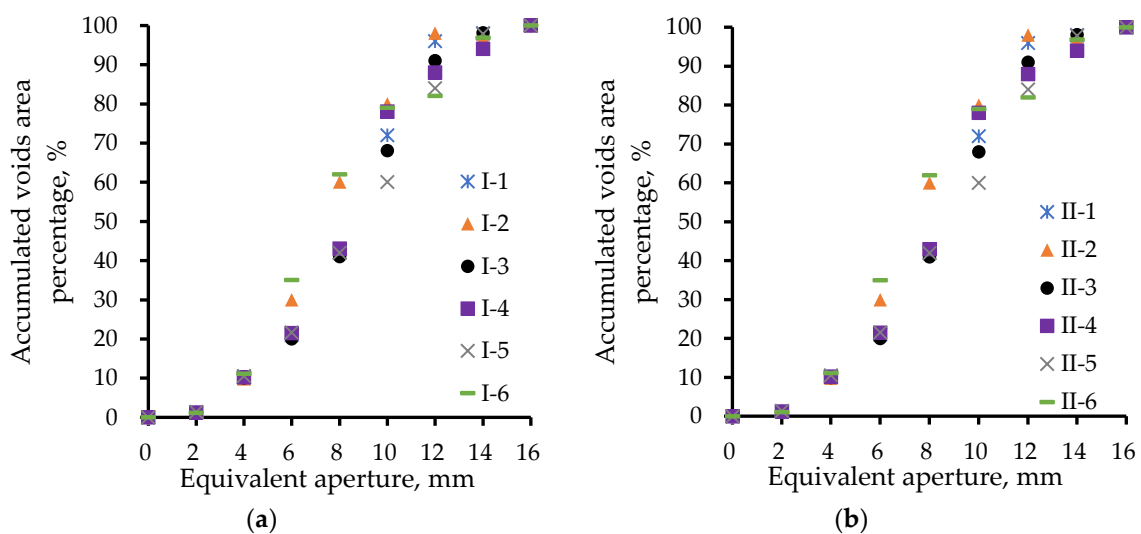 Accumulated voids area
percentage, %
100
90
80
70
60
50
40
30
20
10
0
I-1
I-2
I-3
I-4
I-5
I-6
0 2 4 6 8 10 12 14 16
Equivalent aperture, mm
(a)
Accumulated voids area
percentage, %
100
90
80
70
60
50
40
30
20
10
0
II-1
II-2
II-3
II-4
II-5
II-6
0 2 4 6 8 10 12 14 16
Equivalent aperture, mm
(b)